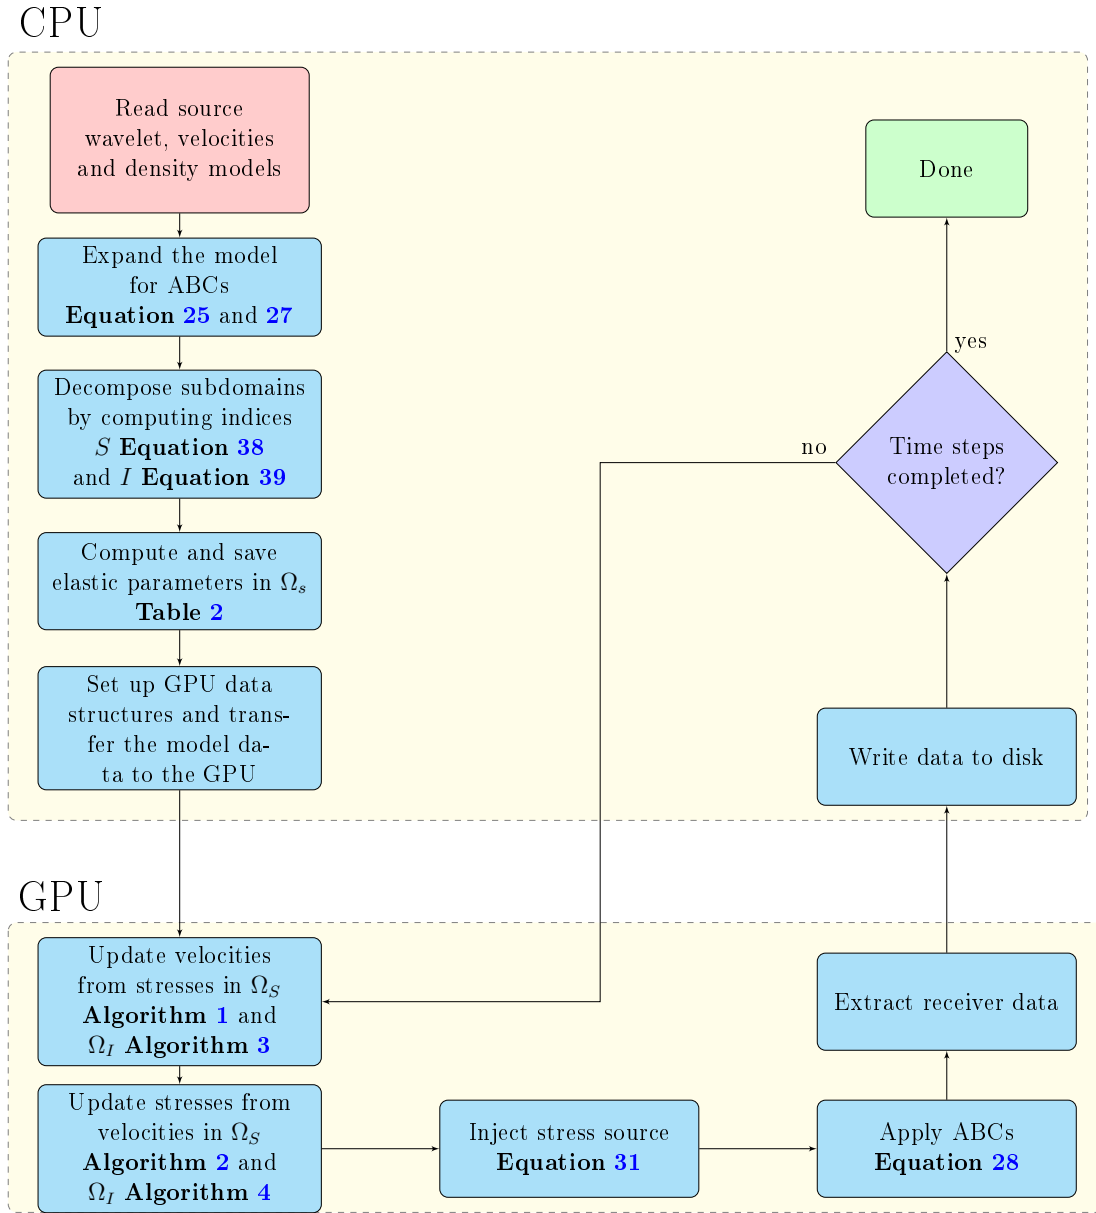 CPU
Read source
wavelet, velocities
and density models
Expand the model
for ABCs
Equation 25 and 27
Decompose subdomains
by computing indices
S Equation 38
and I Equation 39
Compute and save
elastic parameters in Ωₛ
Table 2
Set up GPU data
structures and trans-
fer the model da-
ta to the GPU
Done
yes
no
Time steps
completed?
Write data to disk
GPU
Update velocities
from stresses in Ω_S
Algorithm 1 and
Ω_I Algorithm 3
Update stresses from
velocities in Ω_S
Algorithm 2 and
Ω_I Algorithm 4
Inject stress source
Equation 31
Apply ABCs
Equation 28
Extract receiver data